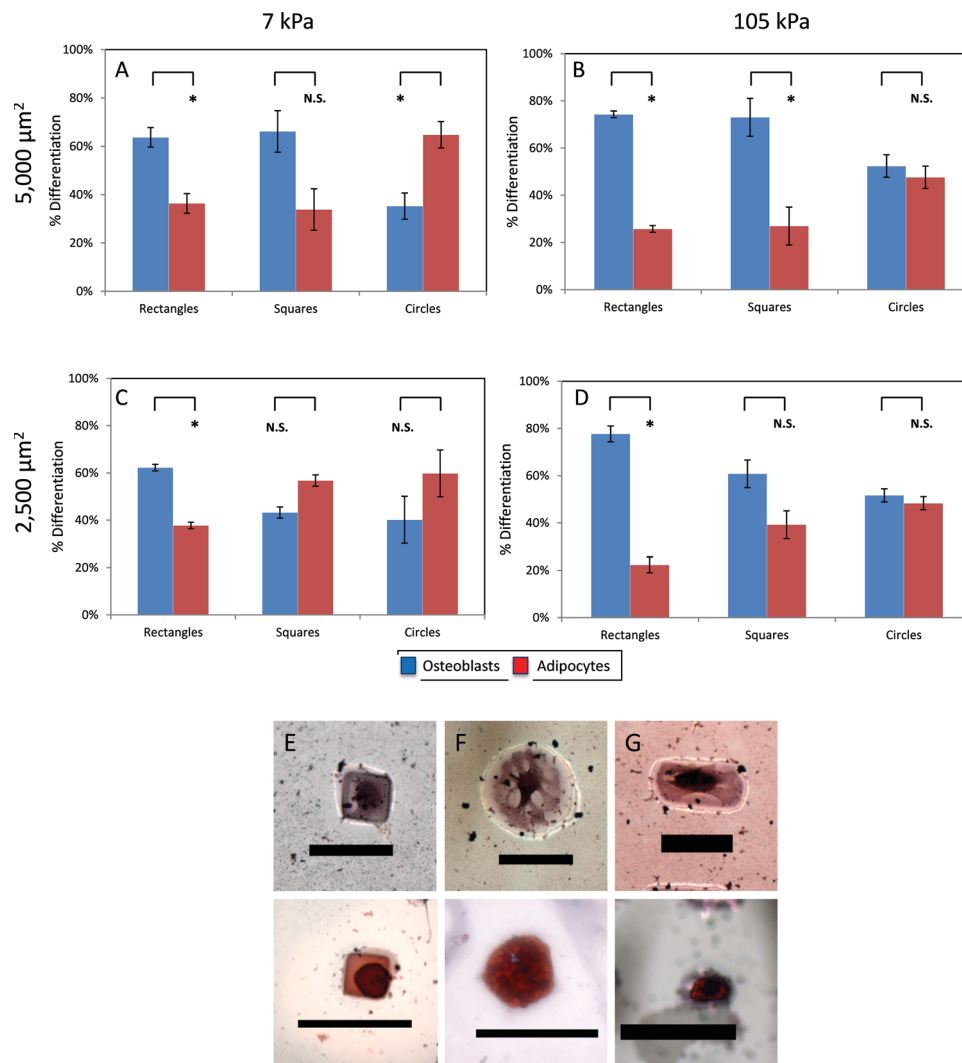 7 kPa
105 kPa
5,000 µm²
A
100%
80%
60%
40%
20%
0%
% Differentiation
*
N.S.
*
Rectangles
Squares
Circles
B
100%
80%
60%
40%
20%
0%
% Differentiation
*
*
N.S.
Rectangles
Squares
Circles
2,500 µm²
C
100%
80%
60%
40%
20%
0%
% Differentiation
*
N.S.
N.S.
Rectangles
Squares
Circles
D
100%
80%
60%
40%
20%
0%
% Differentiation
*
N.S.
N.S.
Rectangles
Squares
Circles
Osteoblasts
Adipocytes
E
F
G